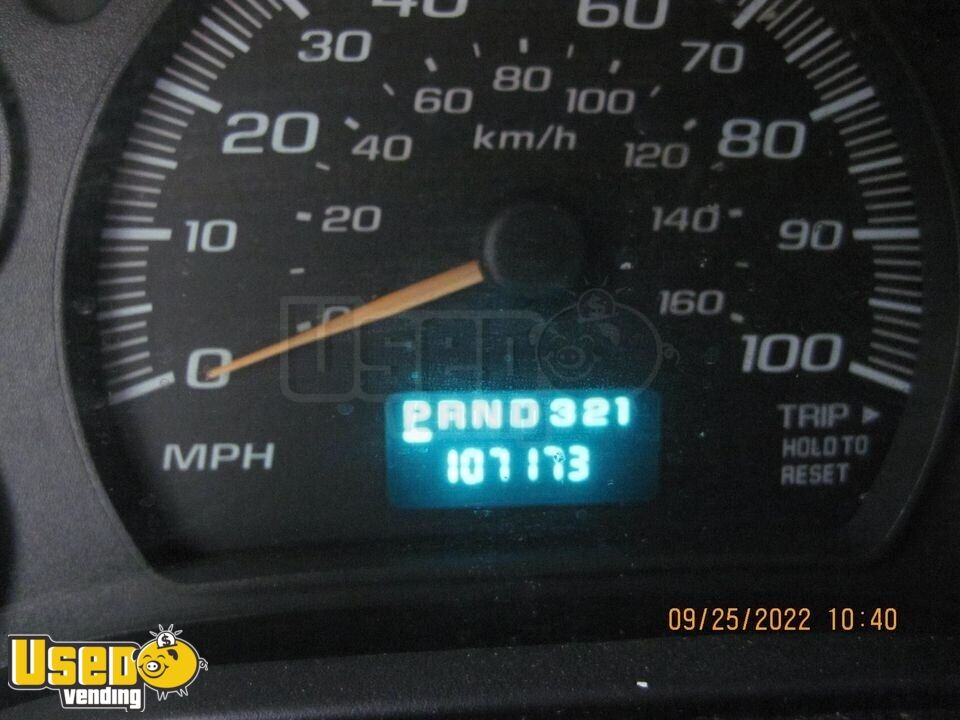 40 60
30 70
60 80 100
20 40 km/h 120 80
10 20 140 90
0 160 100
USED
PRND321
107173
MPH
TRIP ▶
HOLD TO
RESET
09/25/2022 10:40
USED
vending